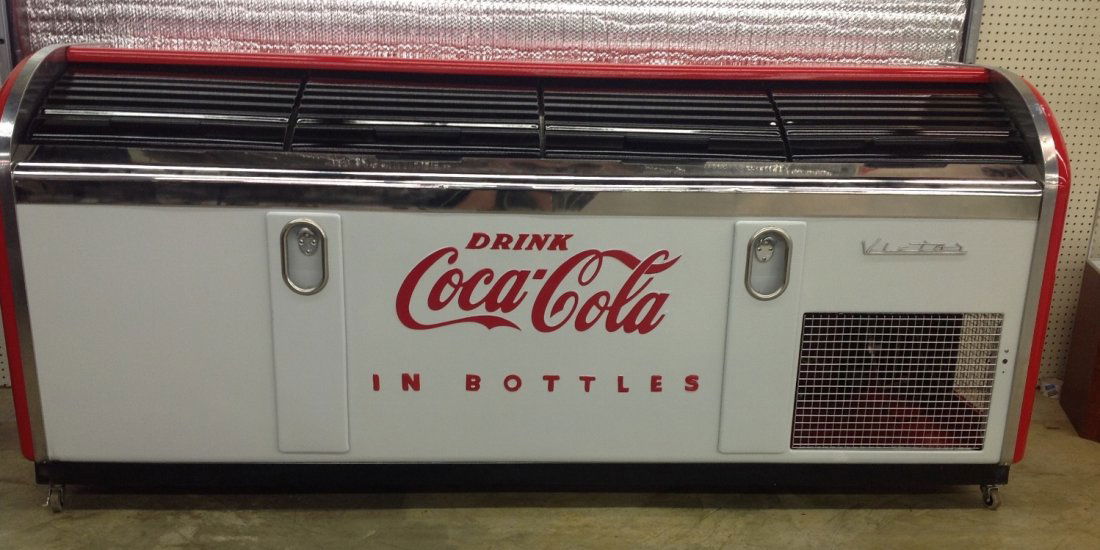 DRINK
Coca-Cola
IN BOTTLES
Victor